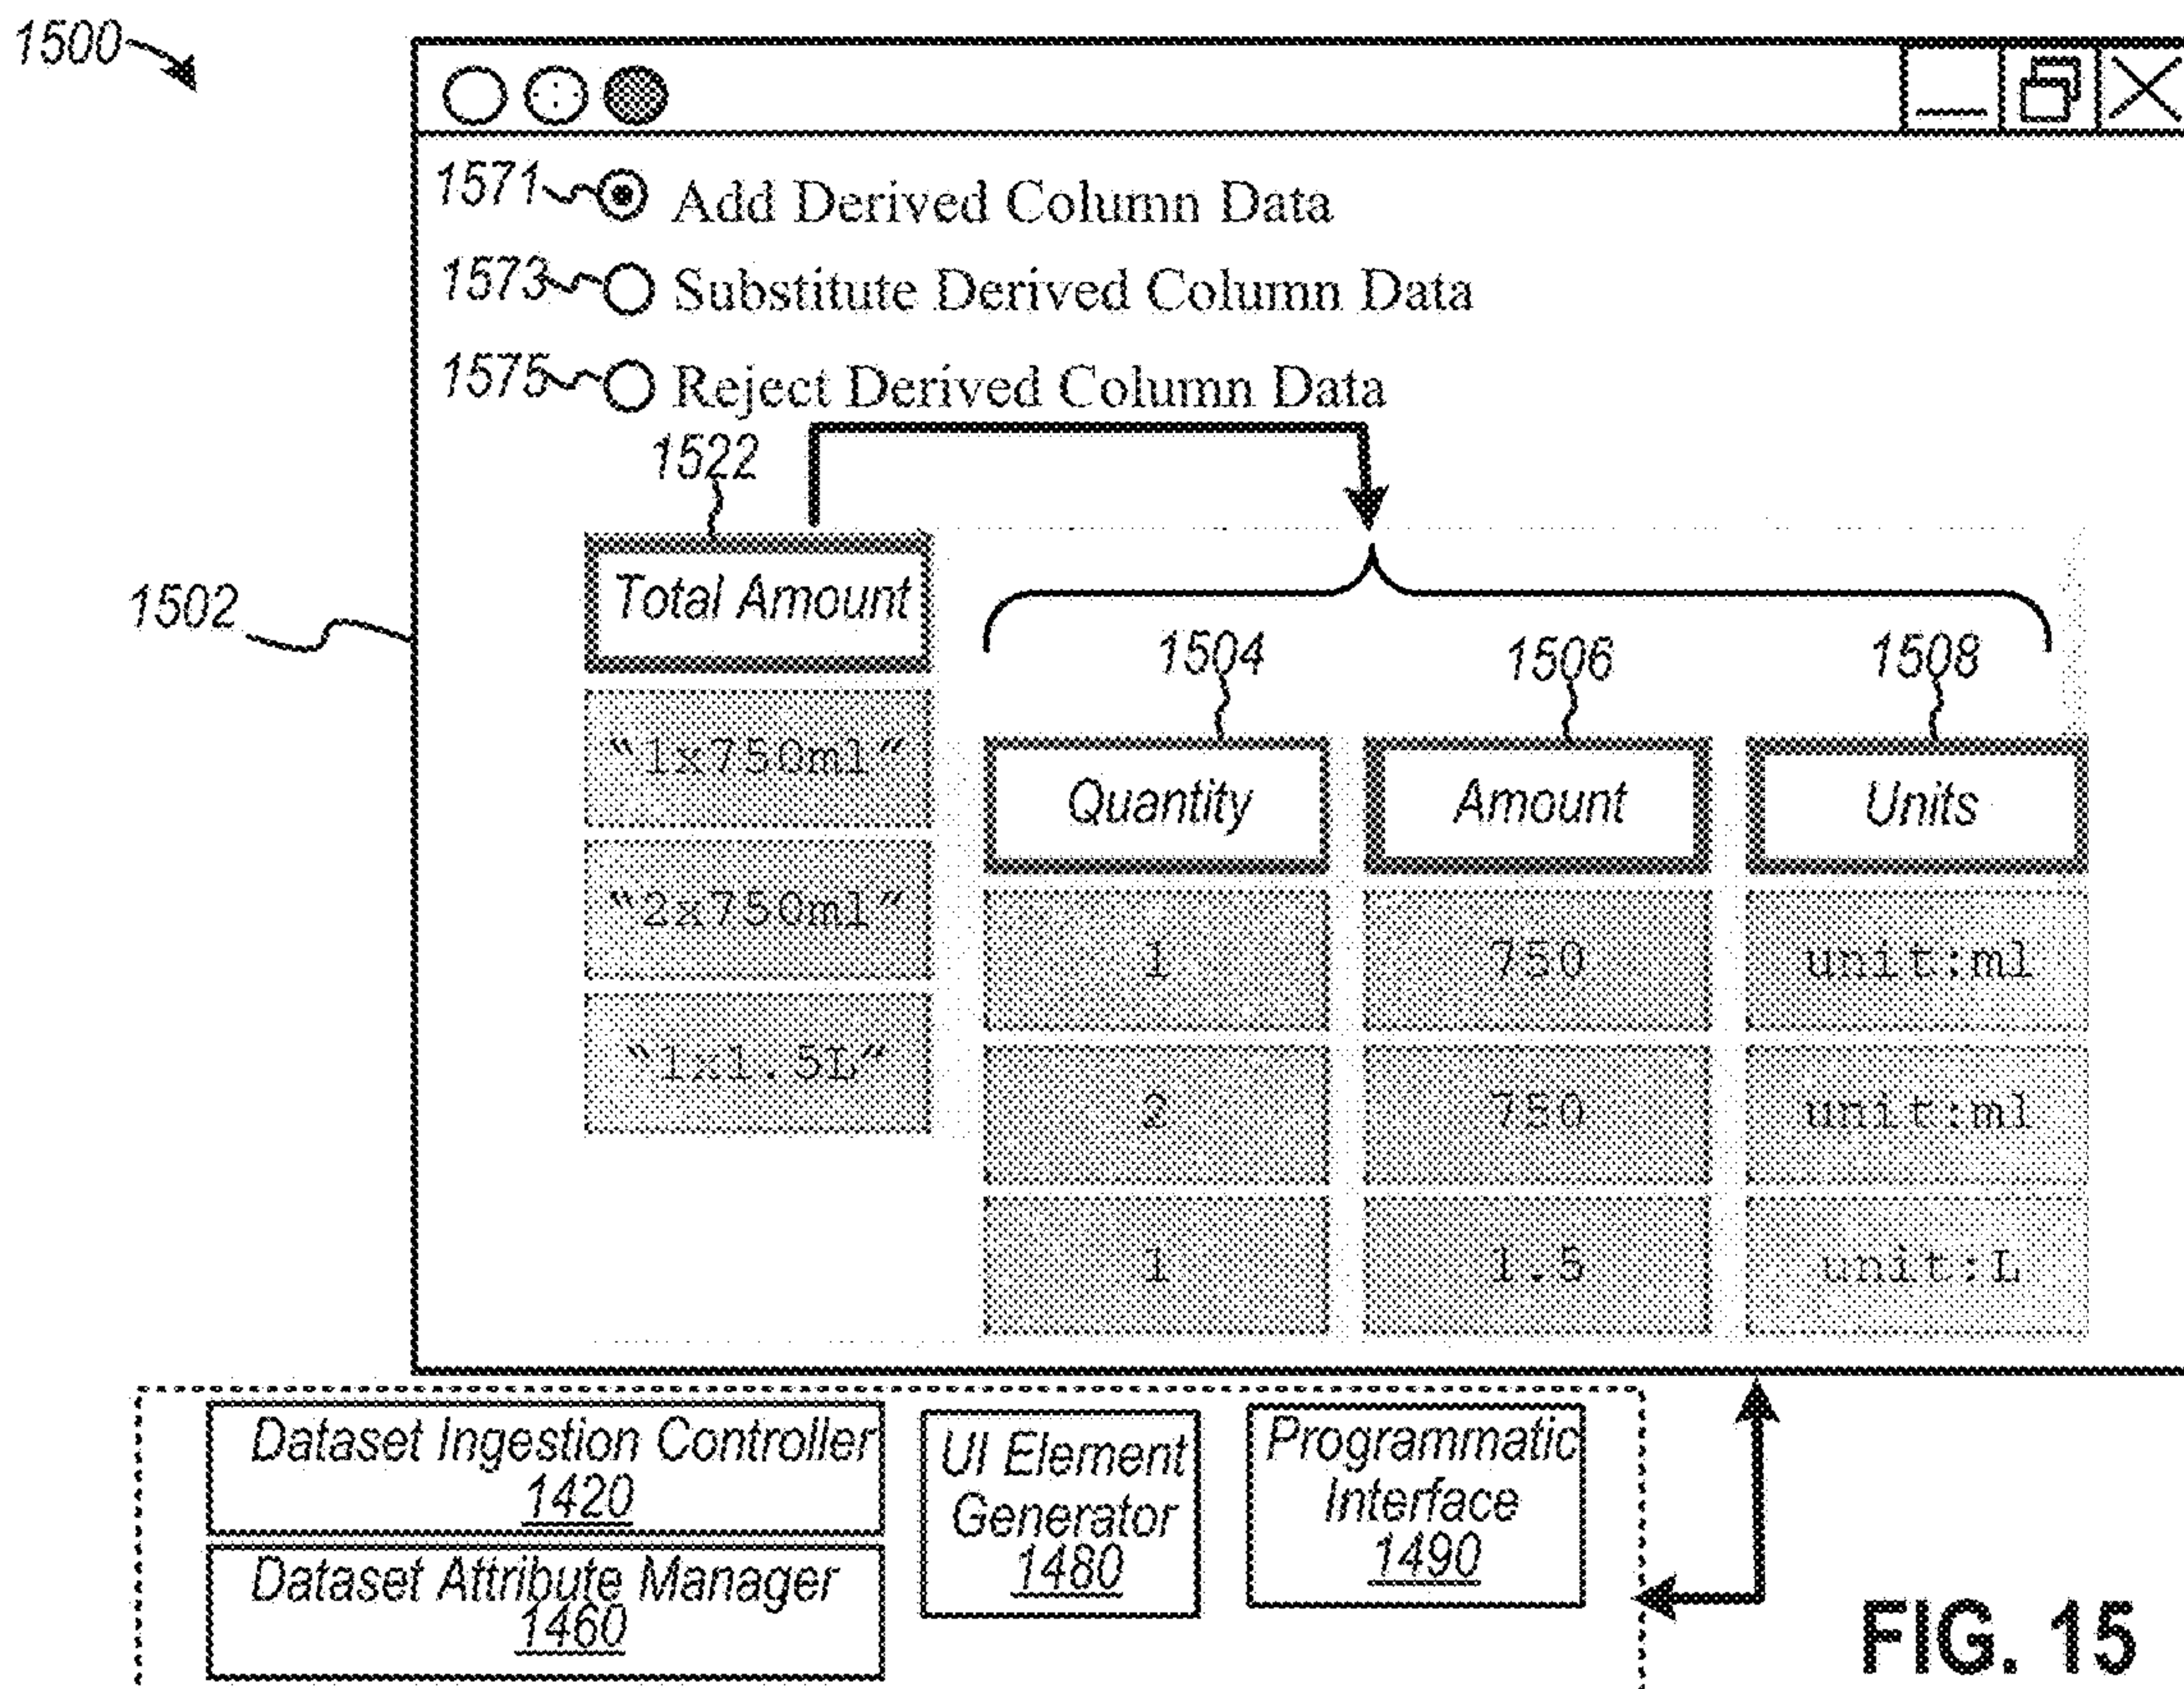 1500
1571 Add Derived Column Data
1573 Substitute Derived Column Data
1575 Reject Derived Column Data
1522
Total Amount
1502
1504 1506 1508
"1x750ml"
Quantity Amount Units
"2x750ml"
1 750 unit:ml
"1x1.5L"
2 750 unit:ml
1 1.5 unit:L
Dataset Ingestion Controller
1420
UI Element
Generator
1480
Programmatic
Interface
1490
Dataset Attribute Manager
1460
FIG. 15